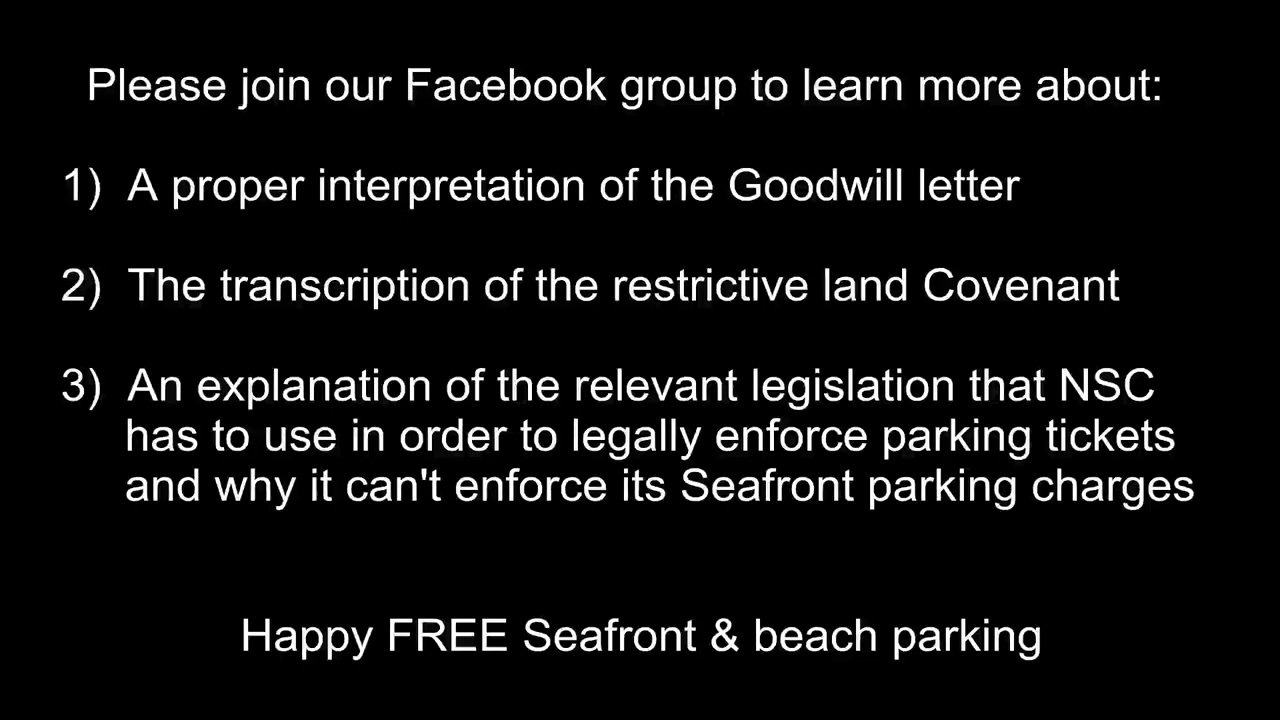 Please join our Facebook group to learn more about:
1) A proper interpretation of the Goodwill letter
2) The transcription of the restrictive land Covenant
3) An explanation of the relevant legislation that NSC
has to use in order to legally enforce parking tickets
and why it can't enforce its Seafront parking charges
Happy FREE Seafront & beach parking